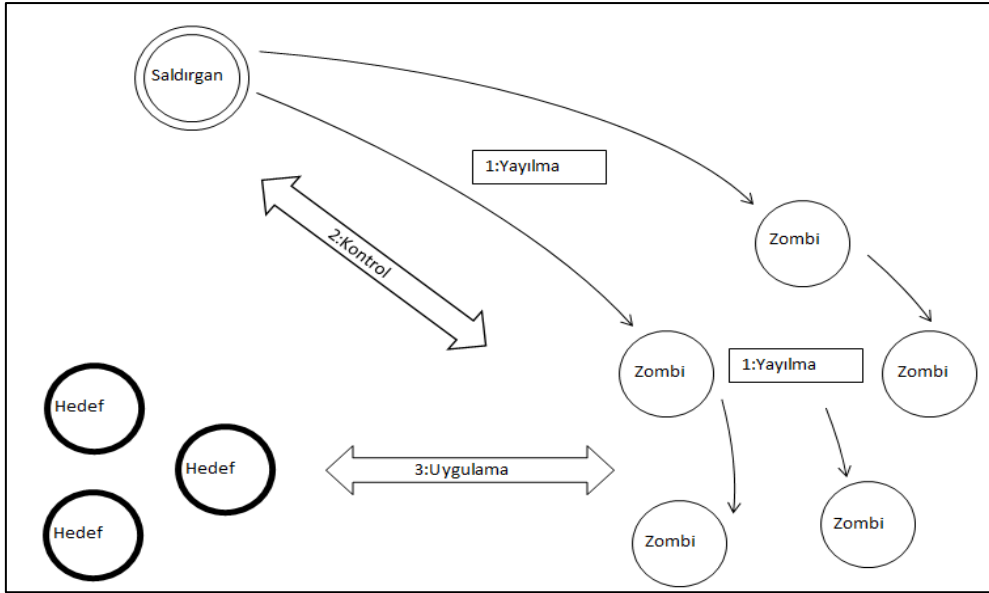 Saldırgan
1:Yayılma
Zombi
2:Kontrol
Zombi
1:Yayılma
Zombi
Hedef
Hedef
3:Uygulama
Hedef
Zombi
Zombi